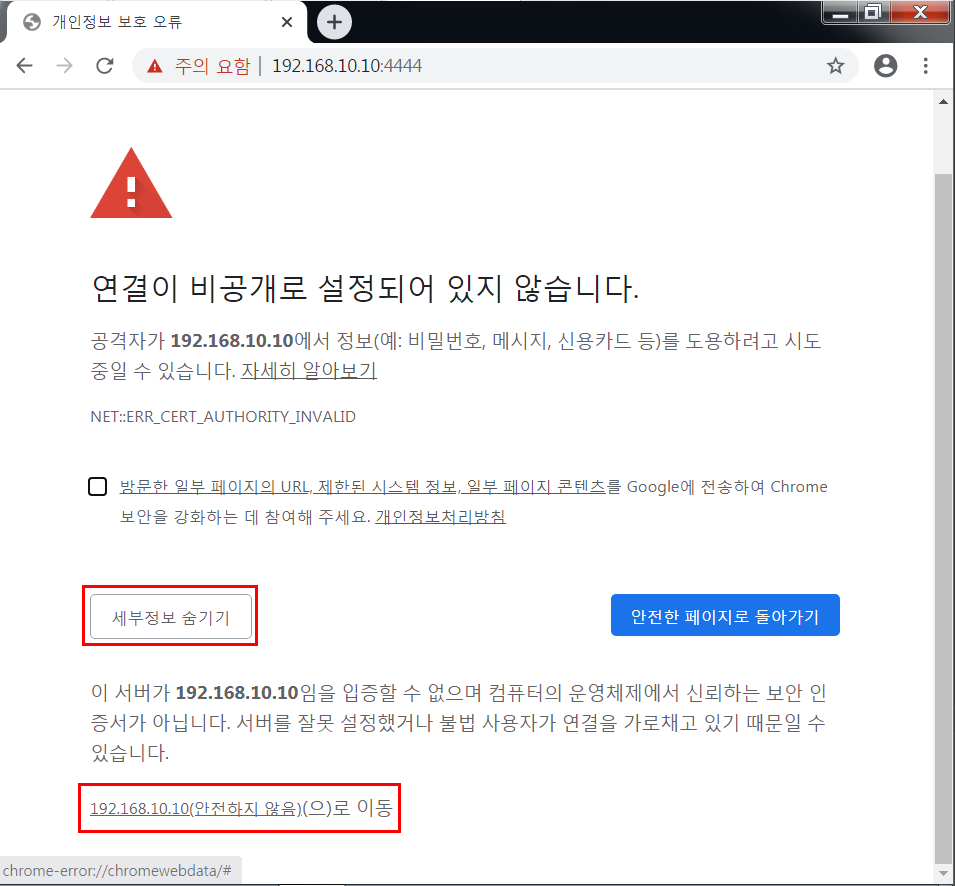 개인정보 보호 오류
주의 요함 | 192.168.10.10:4444
연결이 비공개로 설정되어 있지 않습니다.
공격자가 192.168.10.10에서 정보(예: 비밀번호, 메시지, 신용카드 등)를 도용하려고 시도
중일 수 있습니다. 자세히 알아보기
NET::ERR_CERT_AUTHORITY_INVALID
방문한 일부 페이지의 URL, 제한된 시스템 정보, 일부 페이지 콘텐츠를 Google에 전송하여 Chrome
보안을 강화하는 데 참여해 주세요. 개인정보처리방침
세부정보 숨기기
안전한 페이지로 돌아가기
이 서버가 192.168.10.10임을 입증할 수 없으며 컴퓨터의 운영체제에서 신뢰하는 보안 인
증서가 아닙니다. 서버를 잘못 설정했거나 불법 사용자가 연결을 가로채고 있기 때문일 수
있습니다.
192.168.10.10(안전하지 않음)(으)로 이동
chrome-error://chromewebdata/#